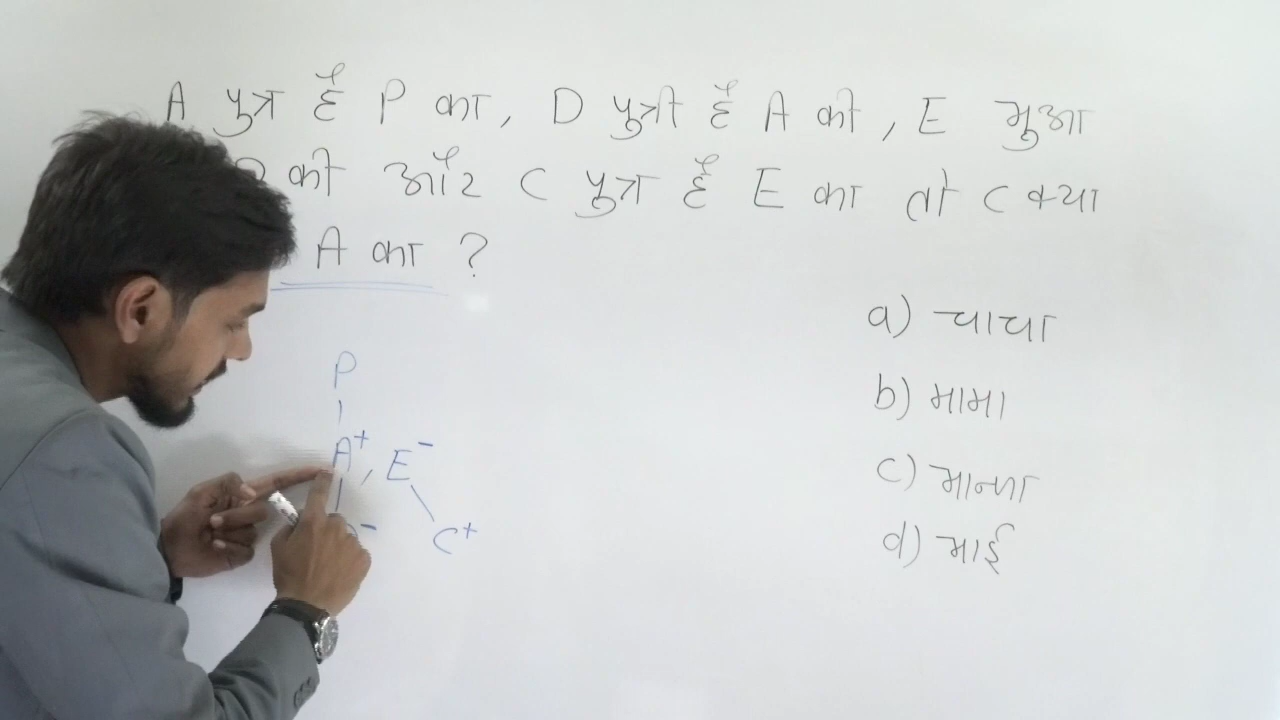 A पुत्र है P का, D पुत्री है A की, E भुआ
की और C पुत्र है E का तो C क्या
A का ?
a) चाचा
b) मामा
c) भान्जा
d) भाई
P
A+, E-
C+